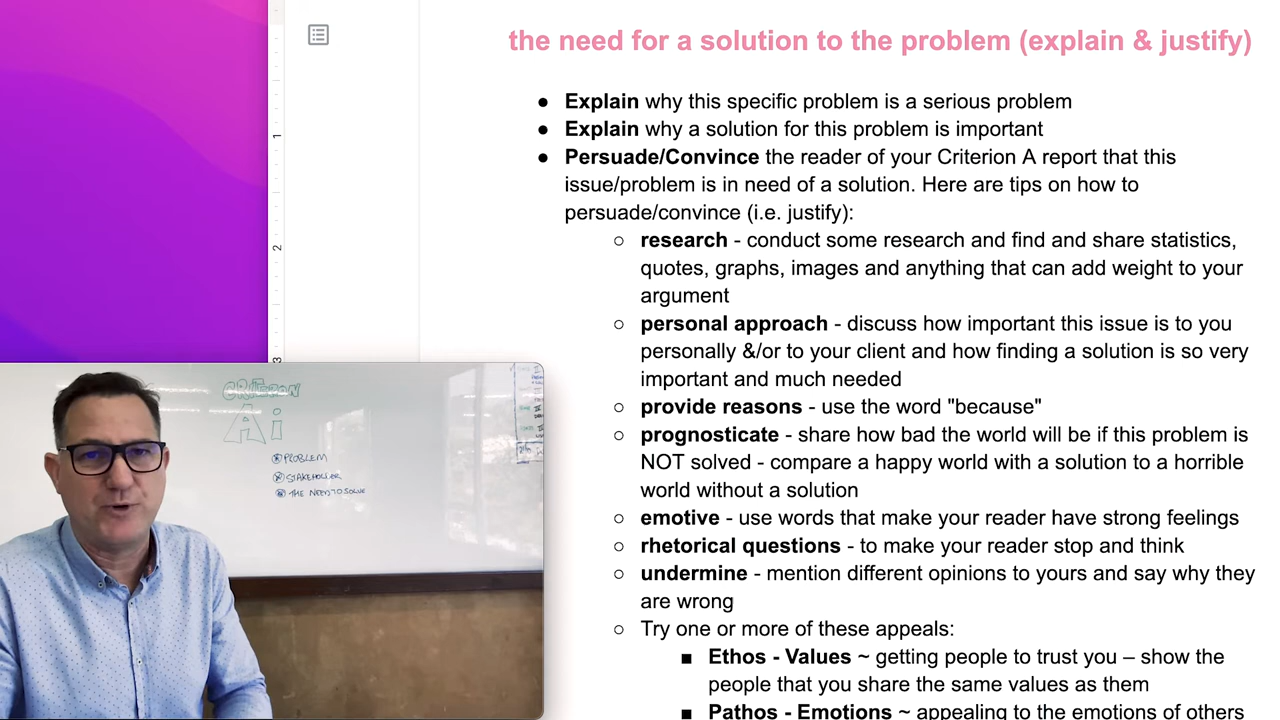 the need for a solution to the problem (explain & justify)
● Explain why this specific problem is a serious problem
● Explain why a solution for this problem is important
● Persuade/Convince the reader of your Criterion A report that this
issue/problem is in need of a solution. Here are tips on how to
persuade/convince (i.e. justify):
○ research - conduct some research and find and share statistics,
quotes, graphs, images and anything that can add weight to your
argument
○ personal approach - discuss how important this issue is to you
personally &/or to your client and how finding a solution is so very
important and much needed
○ provide reasons - use the word "because"
○ prognosticate - share how bad the world will be if this problem is
NOT solved - compare a happy world with a solution to a horrible
world without a solution
○ emotive - use words that make your reader have strong feelings
○ rhetorical questions - to make your reader stop and think
○ undermine - mention different opinions to yours and say why they
are wrong
○ Try one or more of these appeals:
■ Ethos - Values ~ getting people to trust you – show the
people that you share the same values as them
■ Pathos - Emotions ~ appealing to the emotions of others
1
2
3
CRITERION
Ai
PROBLEM
STAKEHOLDER
THE NEED TO SOLVE